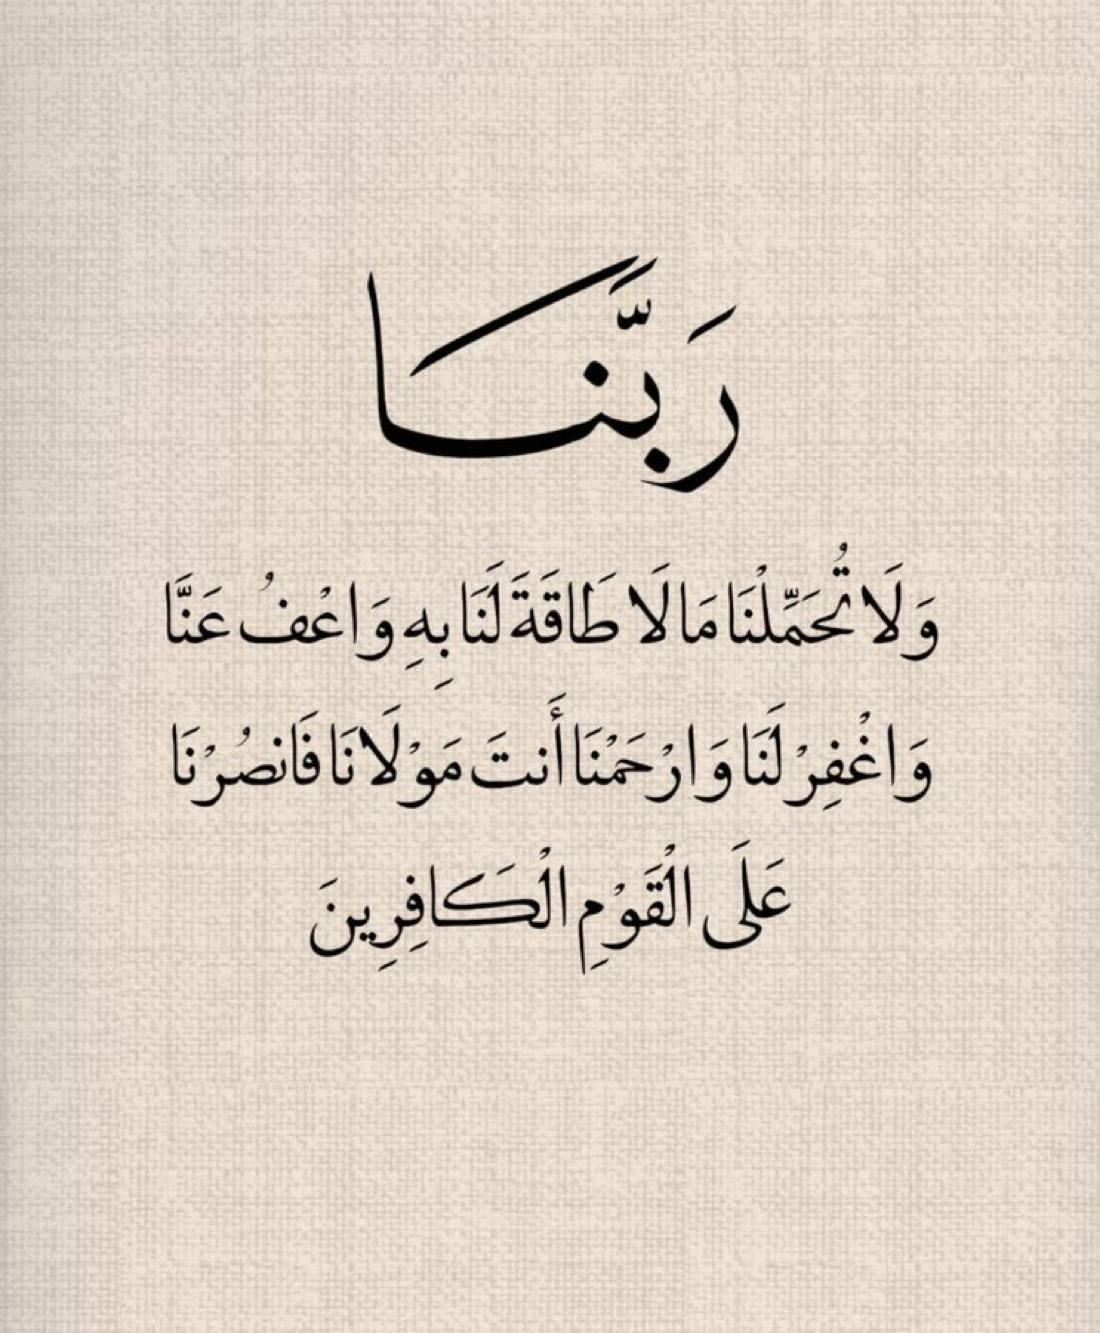 رَبَّنَا
وَلَا تُحَمِّلْنَا مَا لَا طَاقَةَ لَنَا بِهِ وَاعْفُ عَنَّا
وَاغْفِرْ لَنَا وَارْحَمْنَا أَنتَ مَوْلَانَا فَانصُرْنَا
عَلَى الْقَوْمِ الْكَافِرِينَ